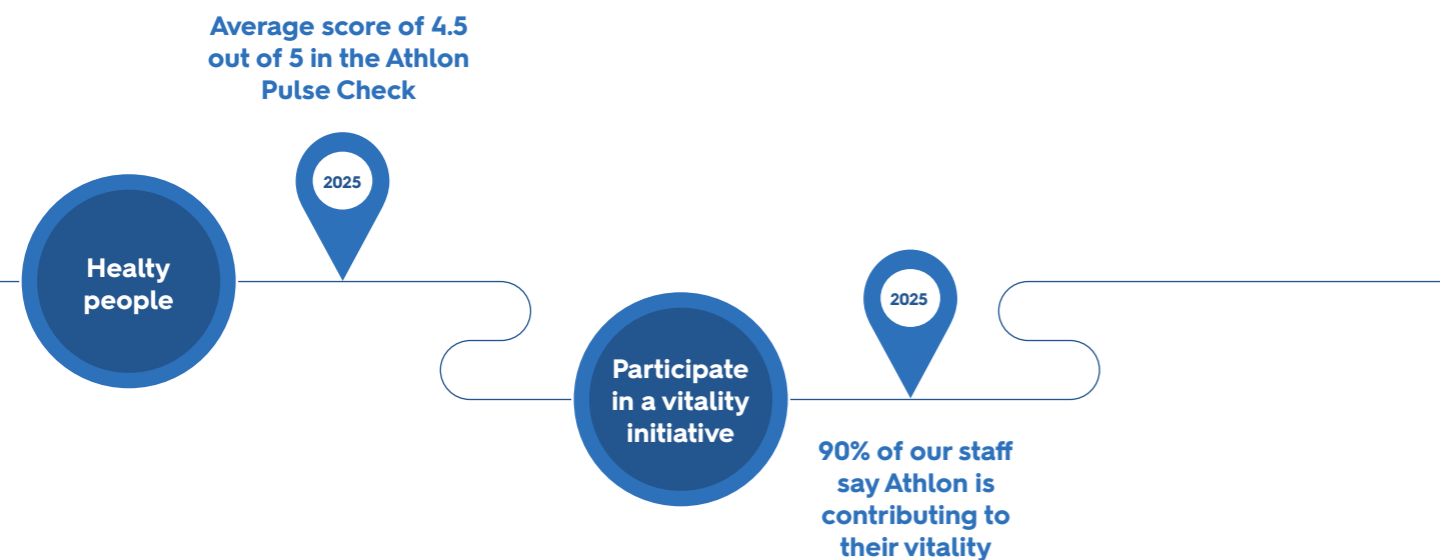 Average score of 4.5
out of 5 in the Athlon
Pulse Check
2025
Healty
people
2025
Participate
in a vitality
initiative
90% of our staff
say Athlon is
contributing to
their vitality